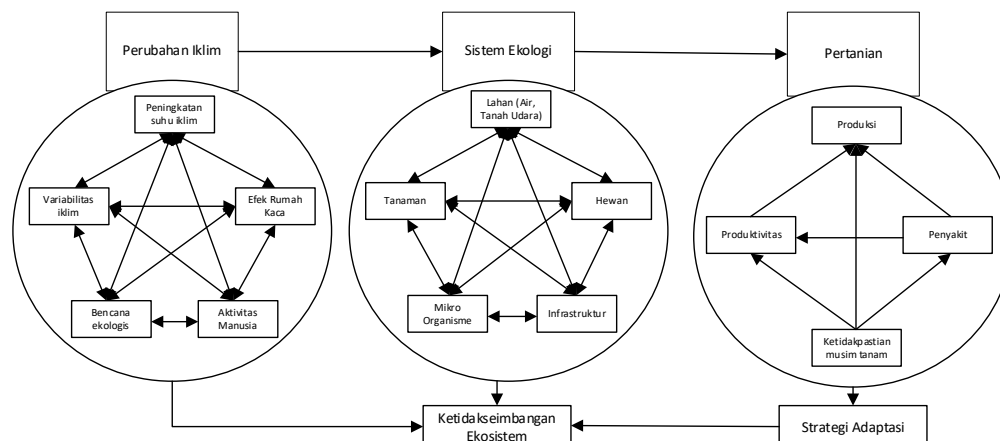 Perubahan Iklim
Sistem Ekologi
Pertanian
Peningkatan
suhu iklim
Variabilitas
iklim
Efek Rumah
Kaca
Bencana
ekologis
Aktivitas
Manusia
Lahan (Air,
Tanah Udara)
Tanaman
Hewan
Mikro
Organisme
Infrastruktur
Produksi
Produktivitas
Penyakit
Ketidakpastian
musim tanam
Ketidakseimbangan
Ekosistem
Strategi Adaptasi